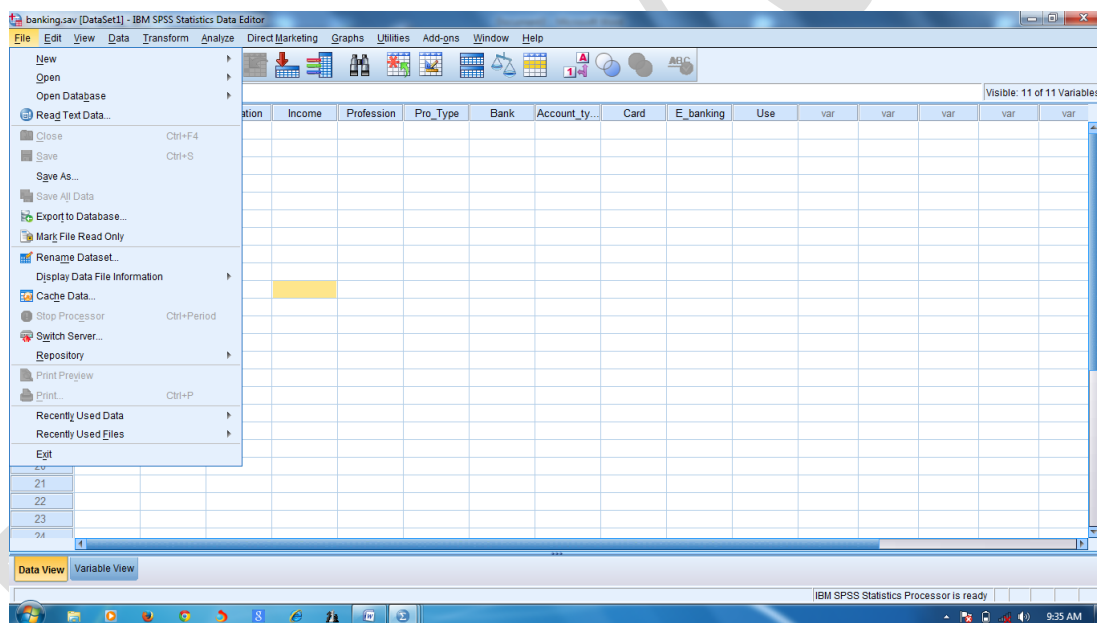 banking.sav [DataSet1] - IBM SPSS Statistics Data Editor
File Edit View Data Transform Analyze Direct Marketing Graphs Utilities Add-ons Window Help
New
Open
Open Database
Read Text Data...
Close Ctrl+F4
Save Ctrl+S
Save As...
Save All Data
Export to Database...
Mark File Read Only
Rename Dataset...
Display Data File Information
Cache Data...
Stop Processor Ctrl+Period
Switch Server...
Repository
Print Preview
Print... Ctrl+P
Recently Used Data
Recently Used Files
Exit
Visible: 11 of 11 Variables
ation Income Profession Pro_Type Bank Account_ty... Card E_banking Use var var var var var
20
21
22
23
24
Data View Variable View
IBM SPSS Statistics Processor is ready
9:35 AM